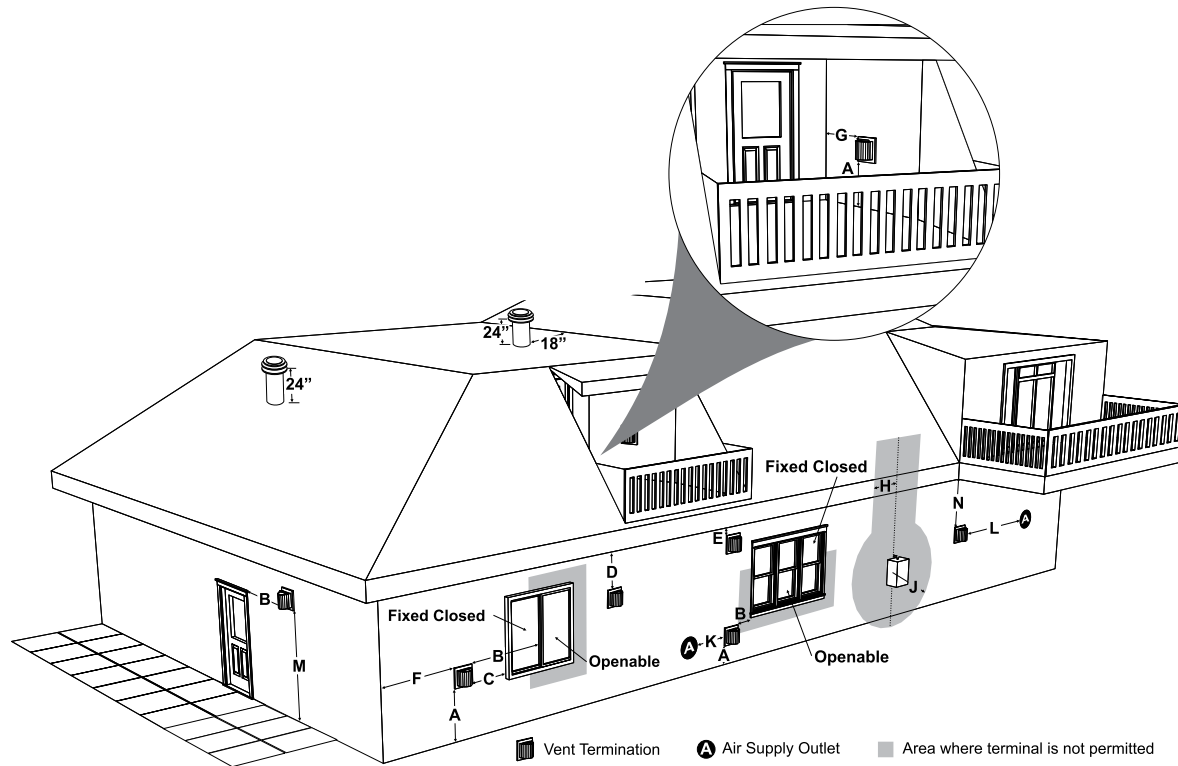 G
A
24”
18”
24”
Fixed Closed
H
N
L
A
E
D
B
Fixed Closed
J
B
K
A
A
M
B
Openable
Openable
F
C
A
Vent Termination
A Air Supply Outlet
Area where terminal is not permitted